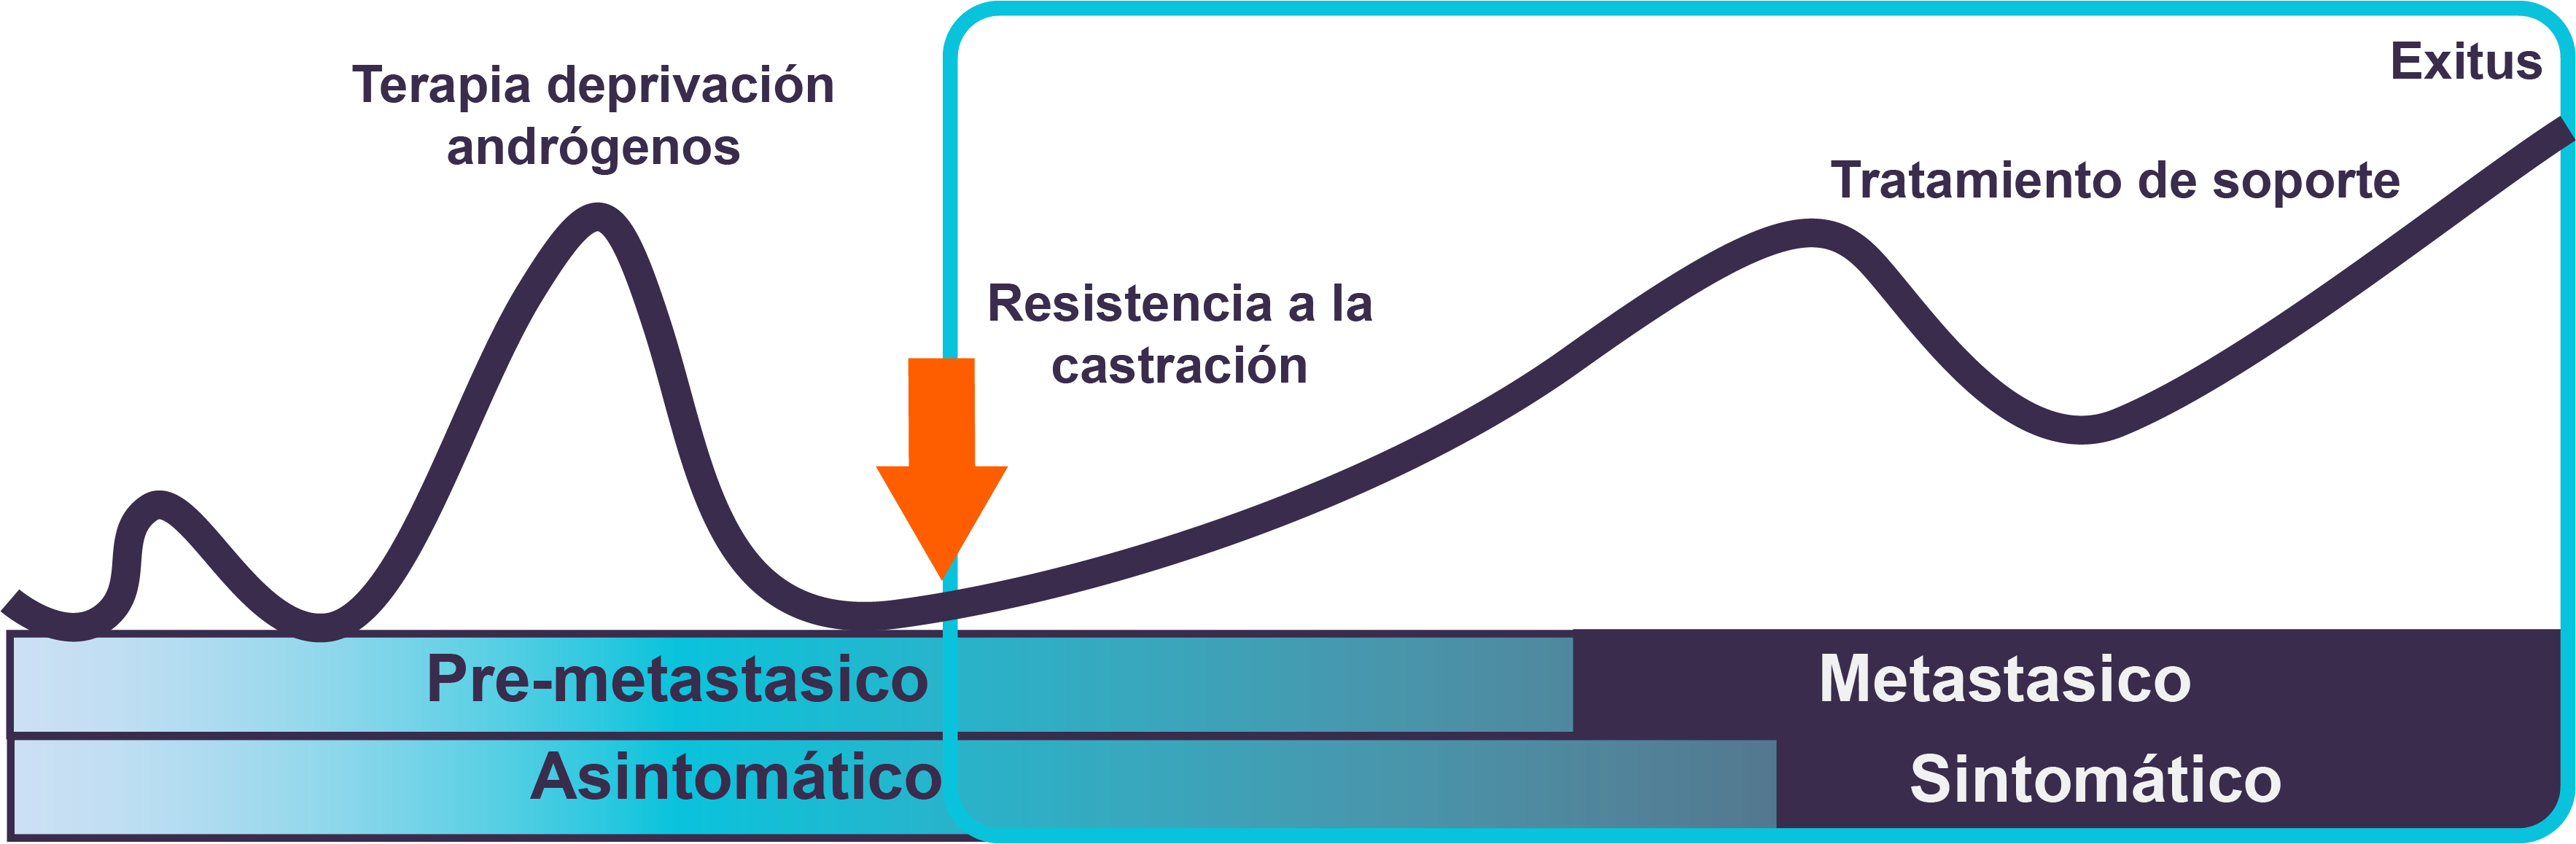 Exitus
Terapia deprivación
andrógenos
Tratamiento de soporte
Resistencia a la
castración
Pre-metastasico
Metastasico
Asintomático
Sintomático